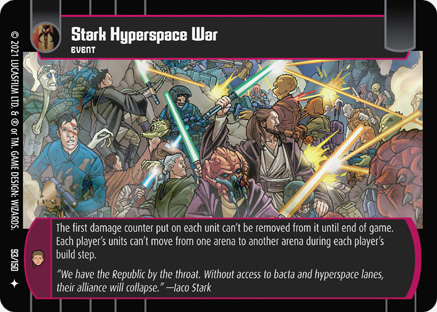 Stark Hyperspace War
EVENT
The first damage counter put on each unit can't be removed from it until end of game.
Each player's units can't move from one arena to another arena during each player's
build step.
"We have the Republic by the throat. Without access to bacta and hyperspace lanes,
their alliance will collapse." —Iaco Stark
© 2021 LUCASFILM LTD. & ® or TM. GAME DESIGN: WIZARDS.
93/150